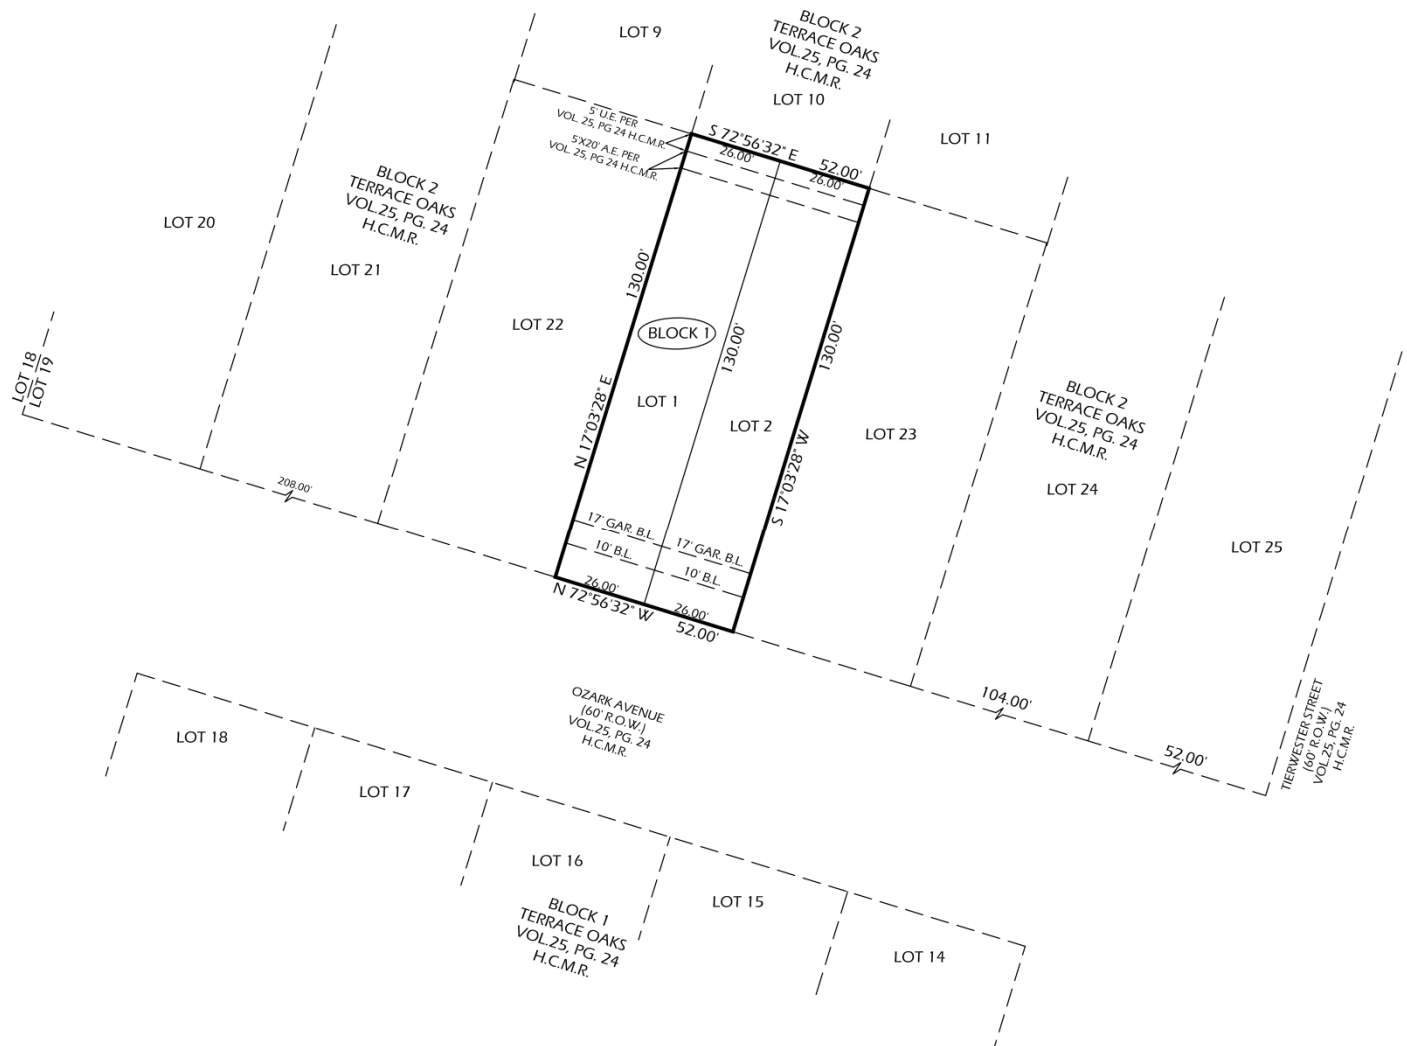 BLOCK 2
TERRACE OAKS
VOL.25, PG. 24
H.C.M.R.
LOT 9
LOT 10
LOT 11
5' U.E. PER
VOL. 25, PG 24 H.C.M.R.
5'X20' A.E. PER
VOL. 25, PG 24 H.C.M.R.
S 72°56'32" E
52.00'
26.00'
26.00'
BLOCK 2
TERRACE OAKS
VOL.25, PG. 24
H.C.M.R.
LOT 20
LOT 21
LOT 22
130.00'
BLOCK 1
130.00'
130.00'
LOT 18
LOT 19
N 17°03'28" E
LOT 1
LOT 2
S 17°03'28" W
LOT 23
BLOCK 2
TERRACE OAKS
VOL.25, PG. 24
H.C.M.R.
LOT 24
LOT 25
208.00'
17' GAR. B.L.
17' GAR. B.L.
10' B.L.
10' B.L.
26.00'
26.00'
N 72°56'32" W
52.00'
104.00'
52.00'
TIERWESTER STREET
(60' R.O.W.)
VOL.25, PG. 24
H.C.M.R.
OZARK AVENUE
(60' R.O.W.)
VOL.25, PG. 24
H.C.M.R.
LOT 18
LOT 17
LOT 16
LOT 15
LOT 14
BLOCK 1
TERRACE OAKS
VOL.25, PG. 24
H.C.M.R.